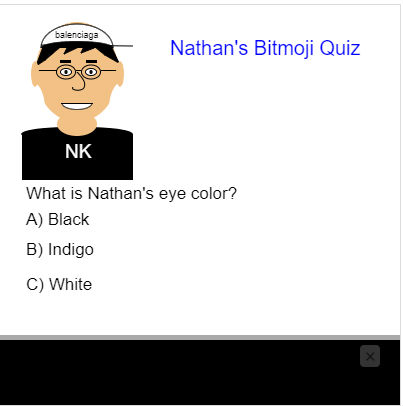 balenciaga
Nathan's Bitmoji Quiz
NK
What is Nathan's eye color?
A) Black
B) Indigo
C) White